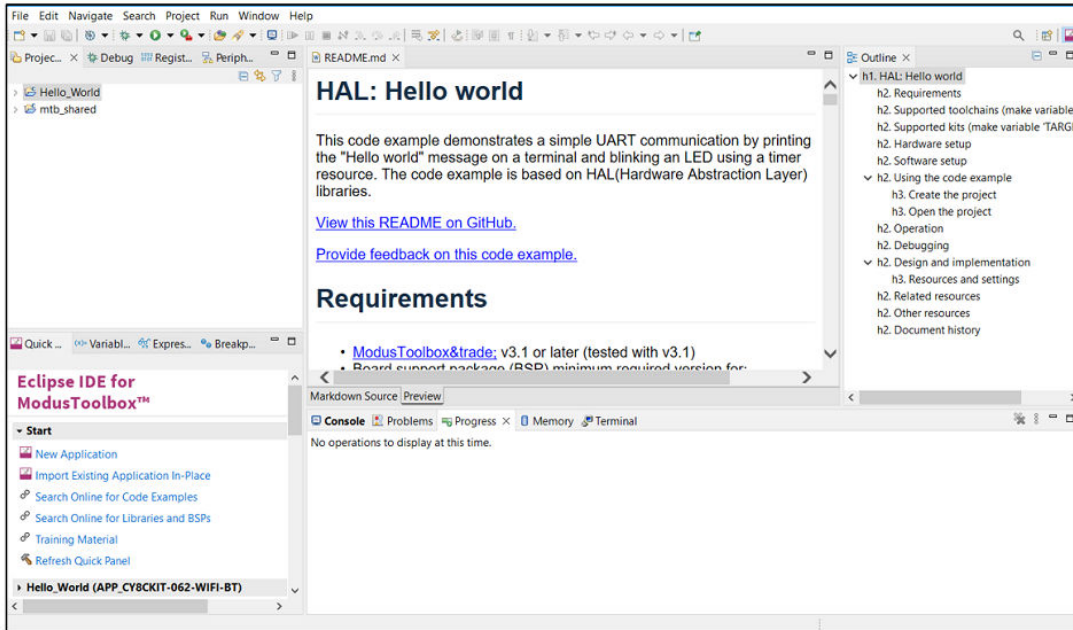 File Edit Navigate Search Project Run Window Help
Projec... Debug Regist... Periph...
Hello_World
mtb_shared
README.md
HAL: Hello world
This code example demonstrates a simple UART communication by printing
the "Hello world" message on a terminal and blinking an LED using a timer
resource. The code example is based on HAL(Hardware Abstraction Layer)
libraries.
View this README on GitHub.
Provide feedback on this code example.
Requirements
• ModusToolbox&trade; v3.1 or later (tested with v3.1)
• Board support package (BSP) minimum required version for:
Markdown Source Preview
Outline
h1. HAL: Hello world
h2. Requirements
h2. Supported toolchains (make variable
h2. Supported kits (make variable 'TARG
h2. Hardware setup
h2. Software setup
h2. Using the code example
h3. Create the project
h3. Open the project
h2. Operation
h2. Debugging
h2. Design and implementation
h3. Resources and settings
h2. Related resources
h2. Other resources
h2. Document history
Quick ... Variabl... Expres... Breakp...
Eclipse IDE for
ModusToolbox™
Start
New Application
Import Existing Application In-Place
Search Online for Code Examples
Search Online for Libraries and BSPs
Training Material
Refresh Quick Panel
Hello_World (APP_CY8CKIT-062-WIFI-BT)
Console Problems Progress Memory Terminal
No operations to display at this time.